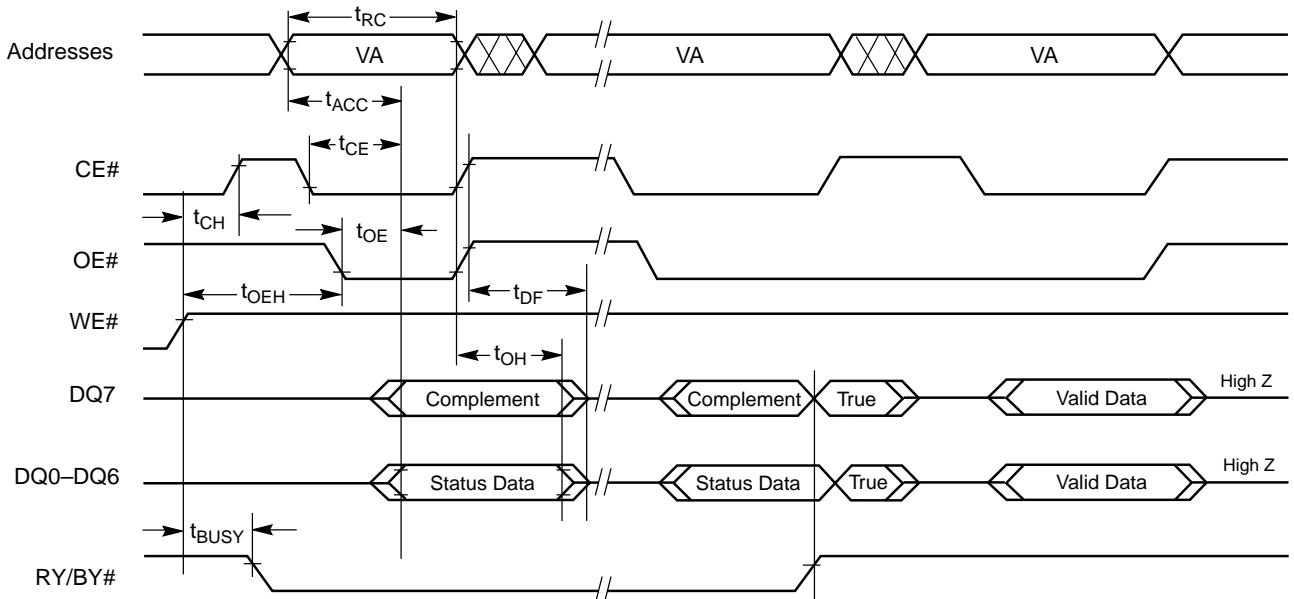 tRC
Addresses VA VA VA
tACC
tCE
CE#
tCH tOE
OE#
tOEH tDF
WE#
tOH
DQ7 Complement Complement True Valid Data High Z
DQ0–DQ6 Status Data Status Data True Valid Data High Z
tBUSY
RY/BY#